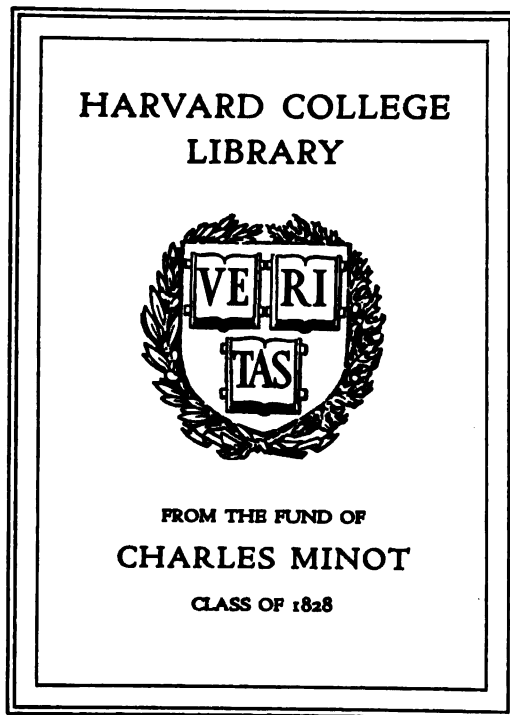 HARVARD COLLEGE
LIBRARY
VE RI
TAS
FROM THE FUND OF
CHARLES MINOT
CLASS OF 1828